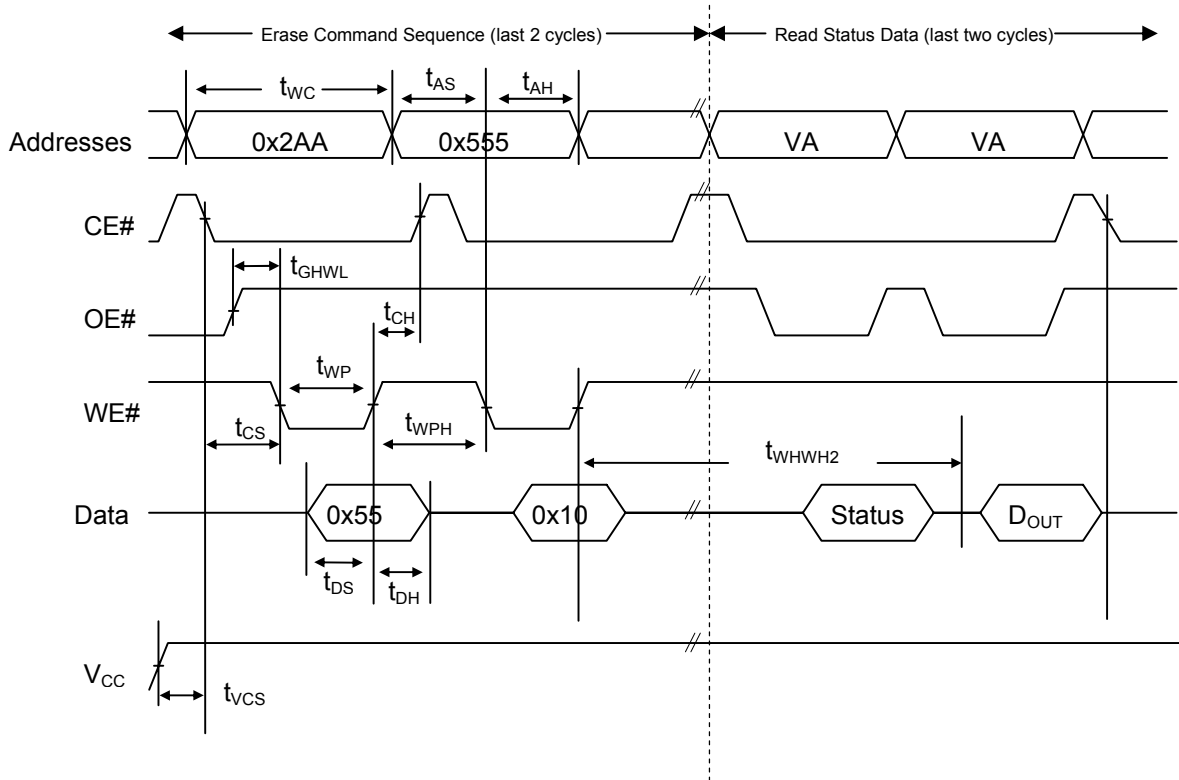 Erase Command Sequence (last 2 cycles) Read Status Data (last two cycles)
tWC tAS tAH
Addresses 0x2AA 0x555 VA VA
CE#
tGHWL
OE#
tCH
tWP
WE#
tCS tWPH
tWHWH2
Data 0x55 0x10 Status DOUT
tDS tDH
VCC
tVCS